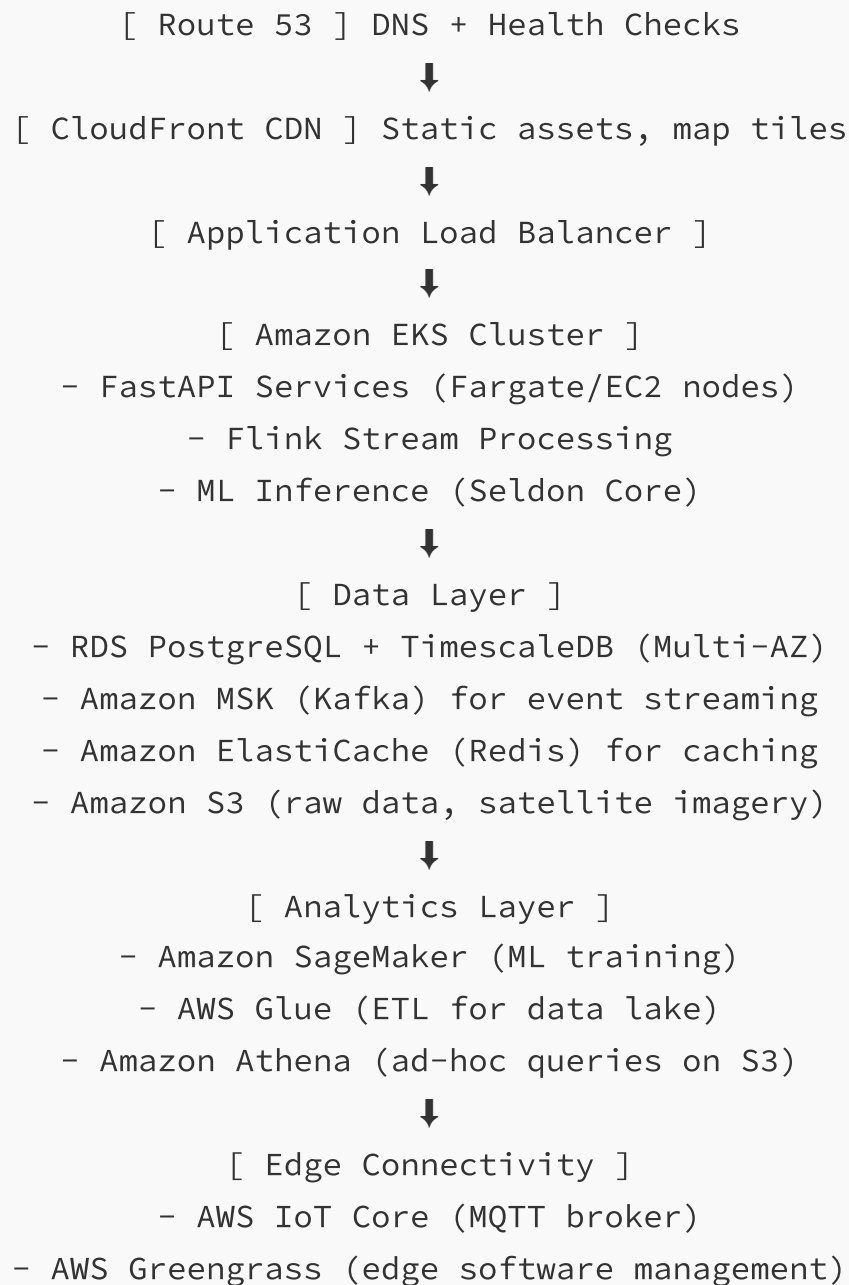 [ Route 53 ] DNS + Health Checks
⬇
[ CloudFront CDN ] Static assets, map tiles
⬇
[ Application Load Balancer ]
⬇
[ Amazon EKS Cluster ]
- FastAPI Services (Fargate/EC2 nodes)
- Flink Stream Processing
- ML Inference (Seldon Core)
⬇
[ Data Layer ]
- RDS PostgreSQL + TimescaleDB (Multi-AZ)
- Amazon MSK (Kafka) for event streaming
- Amazon ElastiCache (Redis) for caching
- Amazon S3 (raw data, satellite imagery)
⬇
[ Analytics Layer ]
- Amazon SageMaker (ML training)
- AWS Glue (ETL for data lake)
- Amazon Athena (ad-hoc queries on S3)
⬇
[ Edge Connectivity ]
- AWS IoT Core (MQTT broker)
- AWS Greengrass (edge software management)